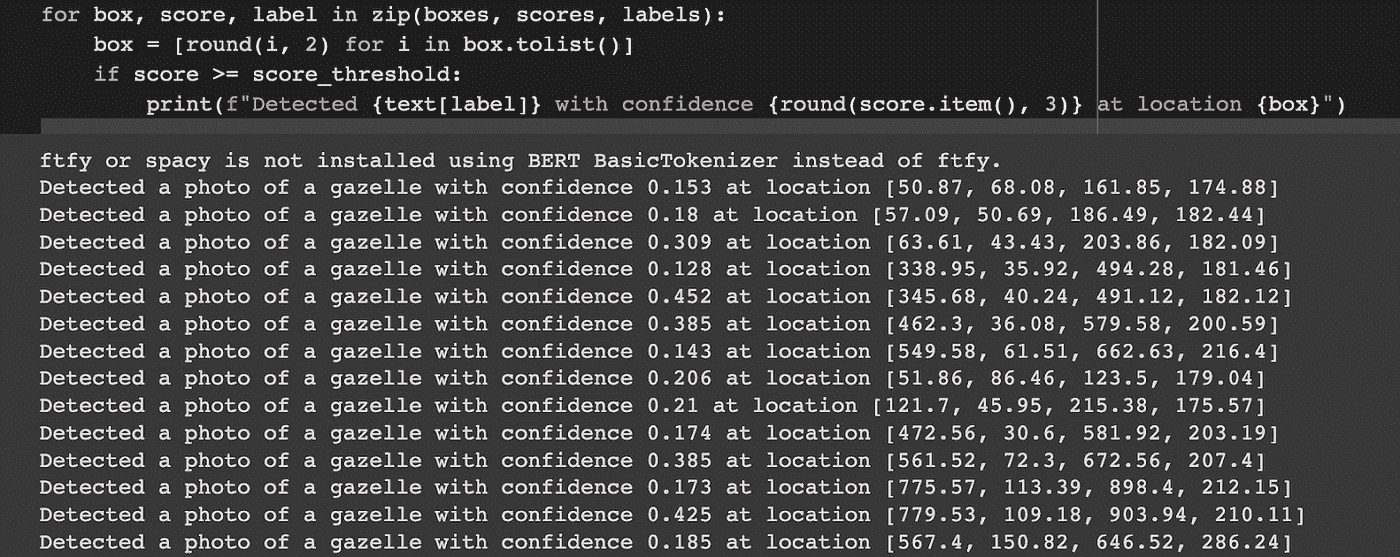 for box, score, label in zip(boxes, scores, labels):
    box = [round(i, 2) for i in box.tolist()]
    if score >= score_threshold:
        print(f"Detected {text[label]} with confidence {round(score.item(), 3)} at location {box}")
ftfy or spacy is not installed using BERT BasicTokenizer instead of ftfy.
Detected a photo of a gazelle with confidence 0.153 at location [50.87, 68.08, 161.85, 174.88]
Detected a photo of a gazelle with confidence 0.18 at location [57.09, 50.69, 186.49, 182.44]
Detected a photo of a gazelle with confidence 0.309 at location [63.61, 43.43, 203.86, 182.09]
Detected a photo of a gazelle with confidence 0.128 at location [338.95, 35.92, 494.28, 181.46]
Detected a photo of a gazelle with confidence 0.452 at location [345.68, 40.24, 491.12, 182.12]
Detected a photo of a gazelle with confidence 0.385 at location [462.3, 36.08, 579.58, 200.59]
Detected a photo of a gazelle with confidence 0.143 at location [549.58, 61.51, 662.63, 216.4]
Detected a photo of a gazelle with confidence 0.206 at location [51.86, 86.46, 123.5, 179.04]
Detected a photo of a gazelle with confidence 0.21 at location [121.7, 45.95, 215.38, 175.57]
Detected a photo of a gazelle with confidence 0.174 at location [472.56, 30.6, 581.92, 203.19]
Detected a photo of a gazelle with confidence 0.385 at location [561.52, 72.3, 672.56, 207.4]
Detected a photo of a gazelle with confidence 0.173 at location [775.57, 113.39, 898.4, 212.15]
Detected a photo of a gazelle with confidence 0.425 at location [779.53, 109.18, 903.94, 210.11]
Detected a photo of a gazelle with confidence 0.185 at location [567.4, 150.82, 646.52, 286.24]